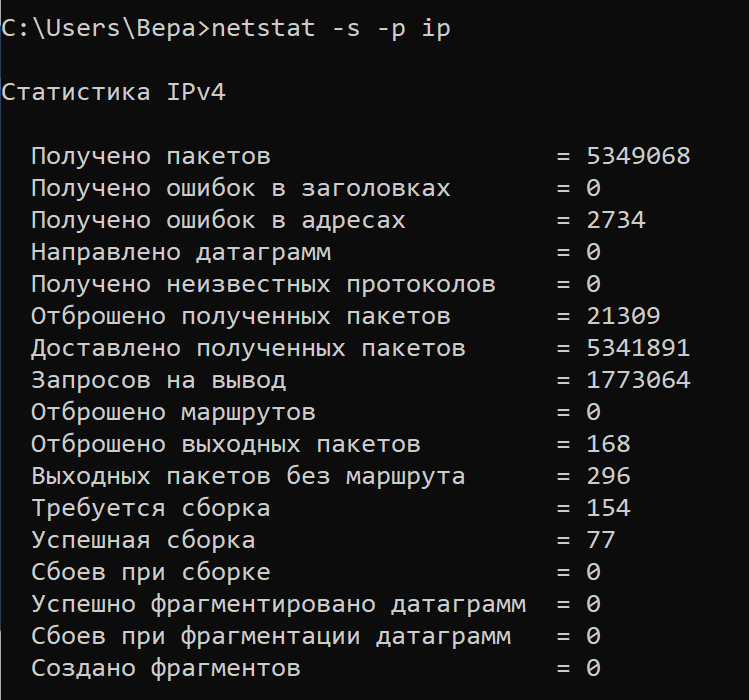 C:\Users\Вера>netstat -s -p ip
Статистика IPv4
Получено пакетов = 5349068
Получено ошибок в заголовках = 0
Получено ошибок в адресах = 2734
Направлено датаграмм = 0
Получено неизвестных протоколов = 0
Отброшено полученных пакетов = 21309
Доставлено полученных пакетов = 5341891
Запросов на вывод = 1773064
Отброшено маршрутов = 0
Отброшено выходных пакетов = 168
Выходных пакетов без маршрута = 296
Требуется сборка = 154
Успешная сборка = 77
Сбоев при сборке = 0
Успешно фрагментировано датаграмм = 0
Сбоев при фрагментации датаграмм = 0
Создано фрагментов = 0